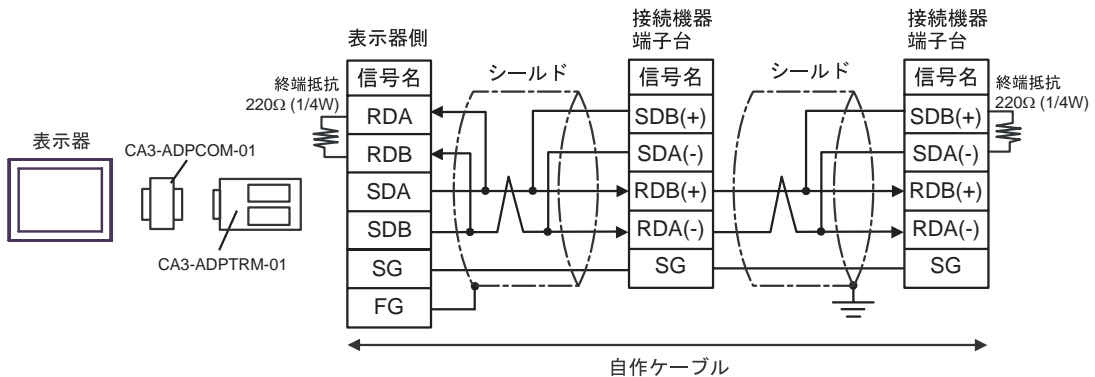 表示器
CA3-ADPCOM-01
CA3-ADPTRM-01
表示器側
終端抵抗
220Ω (1/4W)
信号名
RDA
RDB
SDA
SDB
SG
FG
シールド
接続機器
端子台
信号名
SDB(+)
SDA(-)
RDB(+)
RDA(-)
SG
シールド
接続機器
端子台
信号名
SDB(+)
SDA(-)
RDB(+)
RDA(-)
SG
終端抵抗
220Ω (1/4W)
自作ケーブル